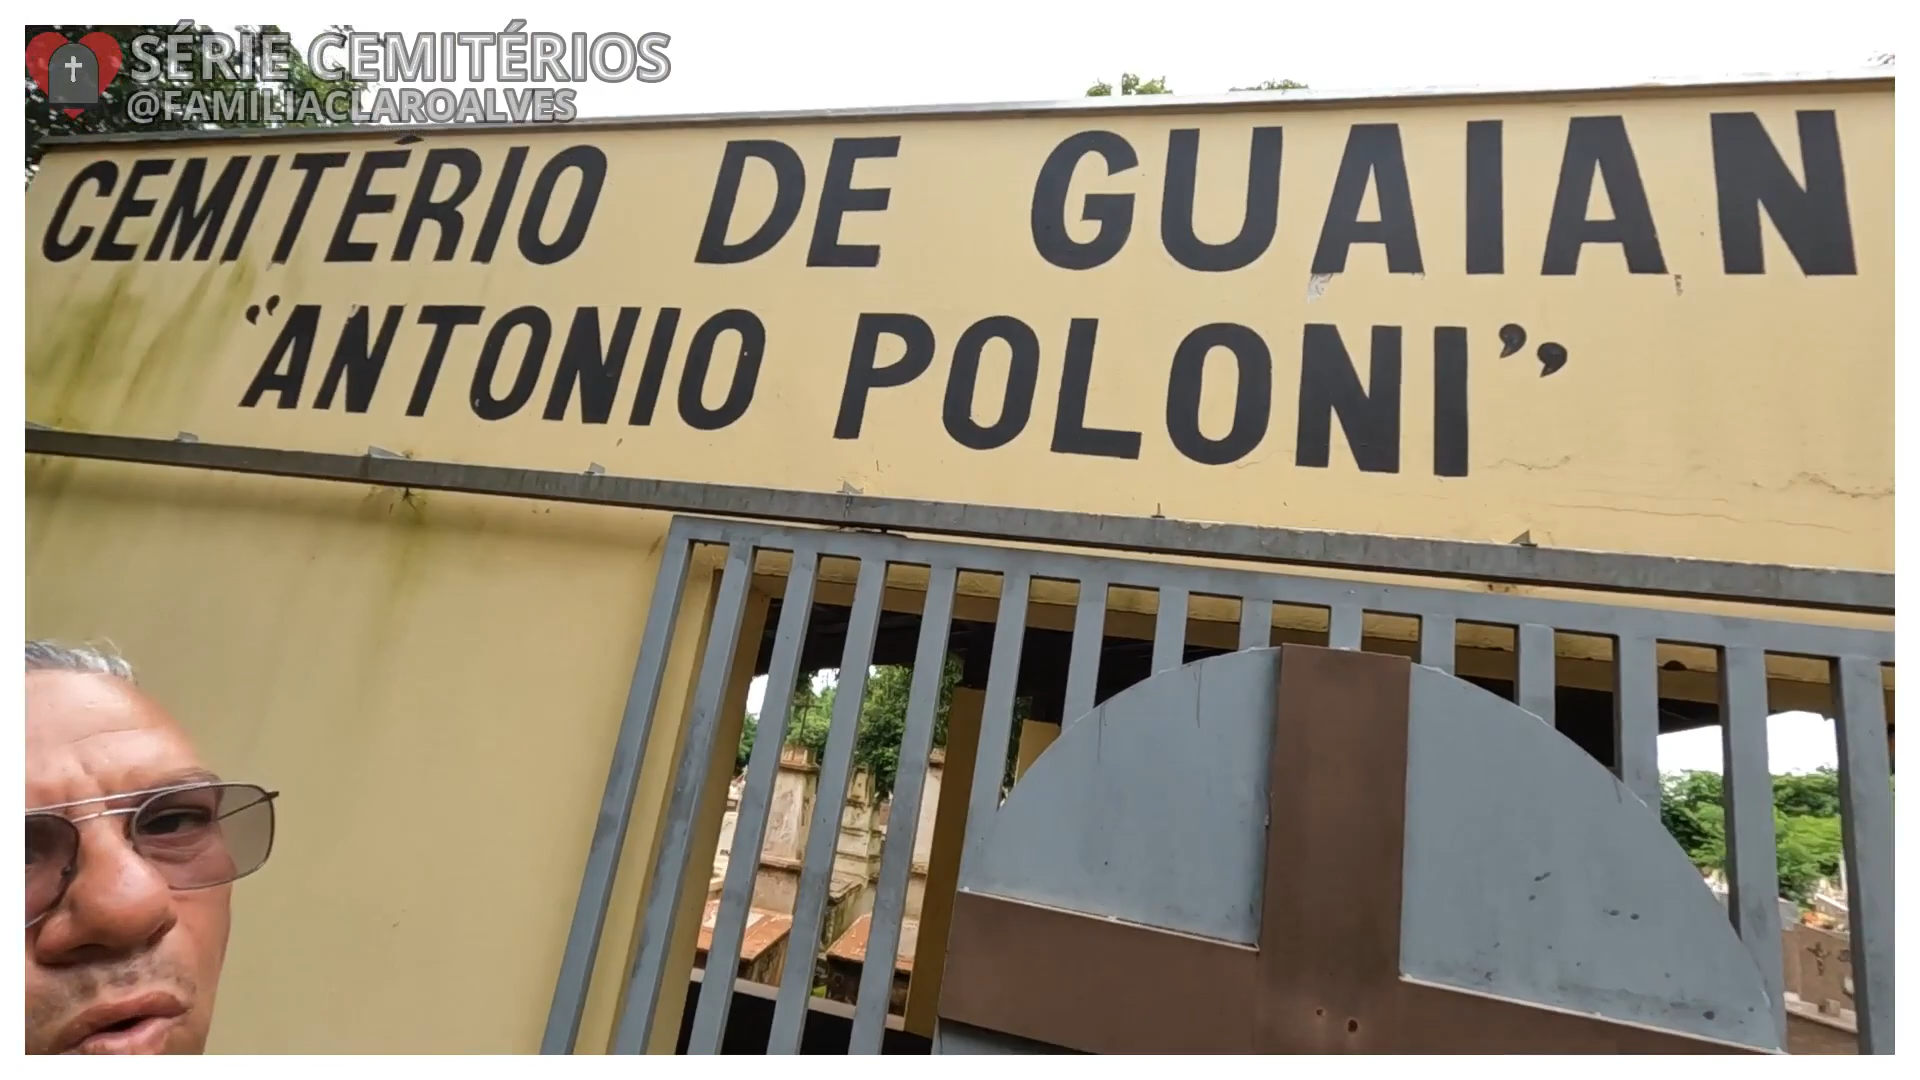 SÉRIE CEMITÉRIOS
@FAMILIACLAROALVES
CEMITÉRIO DE GUAIAN
“ANTONIO POLONI”